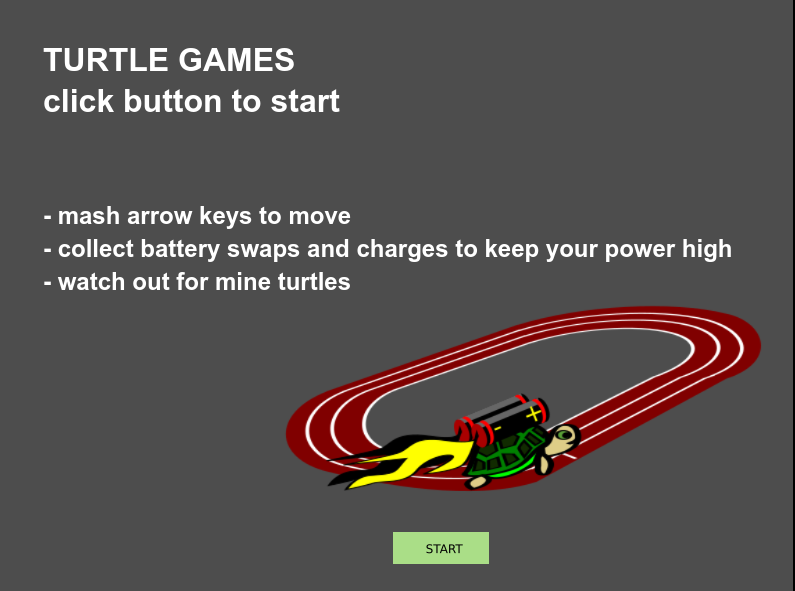 TURTLE GAMES
click button to start
- mash arrow keys to move
- collect battery swaps and charges to keep your power high
- watch out for mine turtles
START